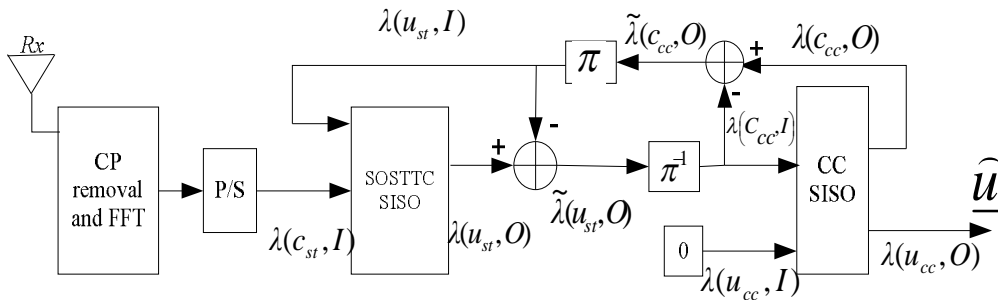 λ(u_st, I)
λ̃(c_cc, O)
λ(c_cc, O)
Rx
π
+
-
-
λ(C_cc, I)
CP
removal
and FFT
P/S
SOSTTC
SISO
+
π⁻¹
CC
SISO
û
λ(c_st, I)
λ(u_st, O)
λ̃(u_st, O)
0
λ(u_cc, I)
λ(u_cc, O)